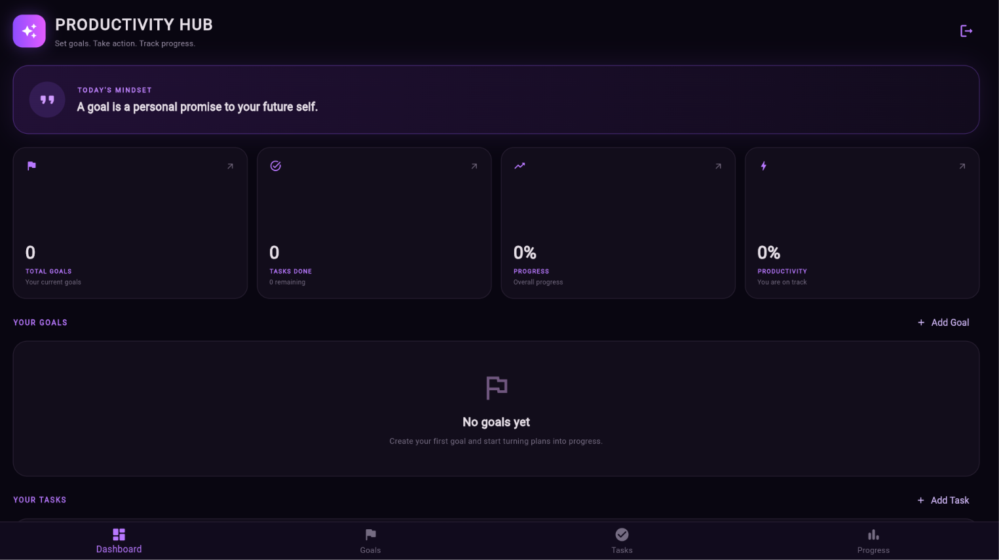 PRODUCTIVITY HUB
Set goals. Take action. Track progress.
TODAY'S MINDSET
A goal is a personal promise to your future self.
0
TOTAL GOALS
Your current goals
0
TASKS DONE
0 remaining
0%
PROGRESS
Overall progress
0%
PRODUCTIVITY
You are on track
YOUR GOALS
+ Add Goal
No goals yet
Create your first goal and start turning plans into progress.
YOUR TASKS
+ Add Task
Dashboard
Goals
Tasks
Progress